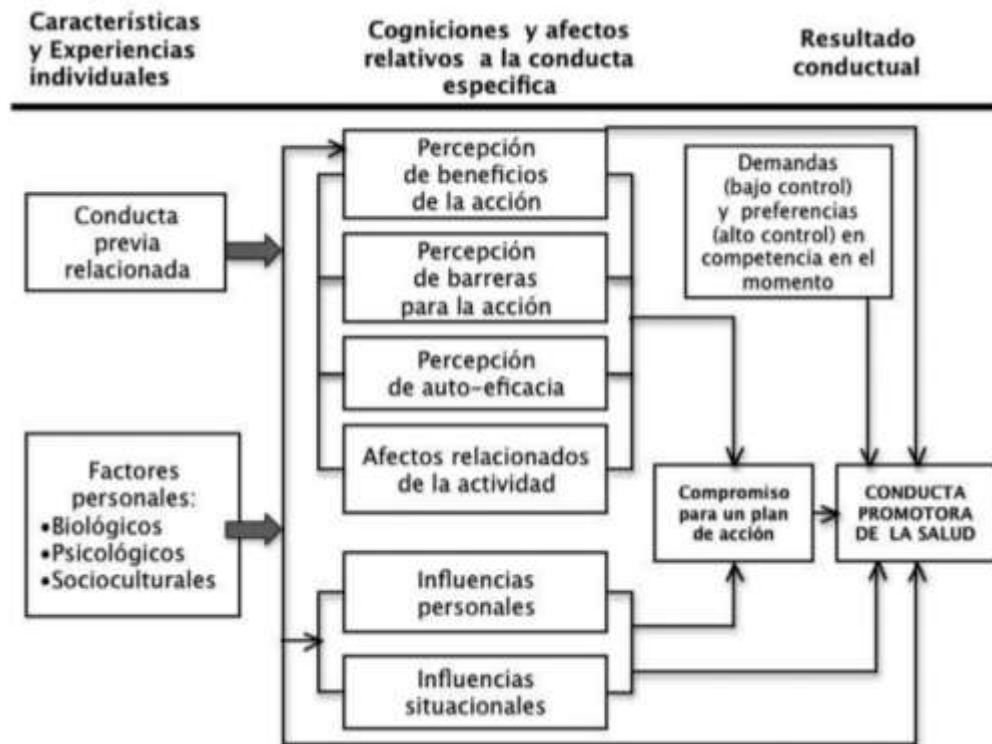 Características
y Experiencias
individuales
Cogniciones y afectos
relativos a la conducta
especifica
Resultado
conductual
Conducta
previa
relacionada
Factores
personales:
•Biológicos
•Psicológicos
•Socioculturales
Percepción
de beneficios
de la acción
Percepción
de barreras
para la acción
Percepción
de auto-eficacia
Afectos relacionados
de la actividad
Influencias
personales
Influencias
situacionales
Demandas
(bajo control)
y preferencias
(alto control) en
competencia en el
momento
Compromiso
para un plan
de acción
CONDUCTA
PROMOTORA
DE LA SALUD